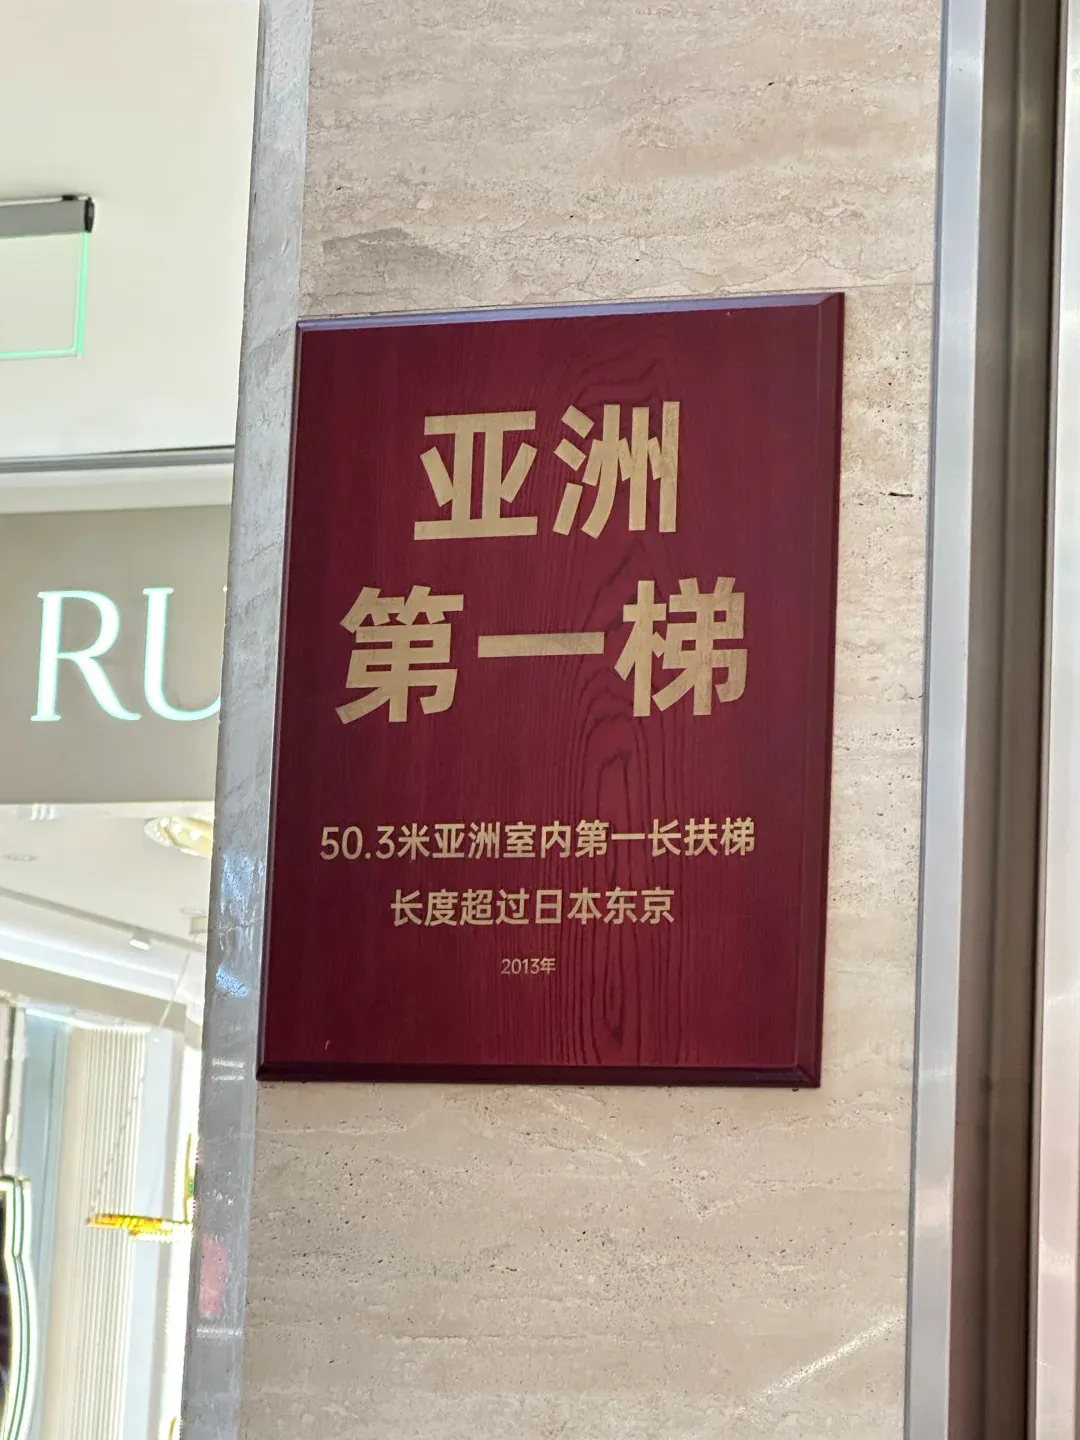 亚洲
第一梯
50.3米亚洲室内第一长扶梯
长度超过日本东京
2013年
RU